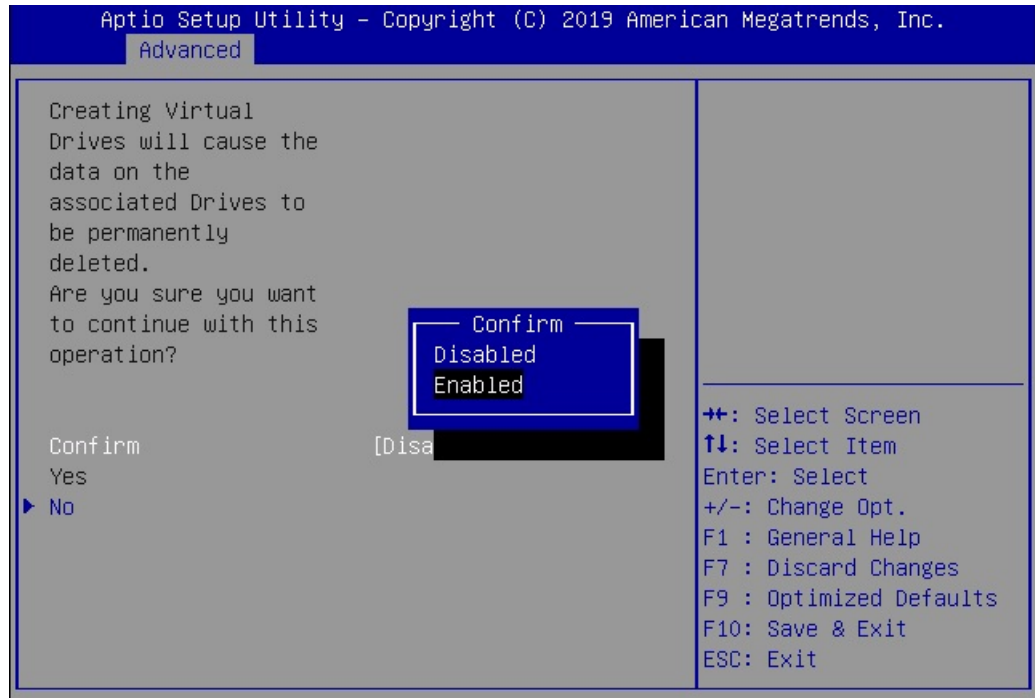 Aptio Setup Utility – Copyright (C) 2019 American Megatrends, Inc.
Advanced
Creating Virtual
Drives will cause the
data on the
associated Drives to
be permanently
deleted.
Are you sure you want
to continue with this
operation?
Confirm
Disabled
Enabled
Confirm [Disa
Yes
No
→←: Select Screen
↑↓: Select Item
Enter: Select
+/-: Change Opt.
F1 : General Help
F7 : Discard Changes
F9 : Optimized Defaults
F10: Save & Exit
ESC: Exit